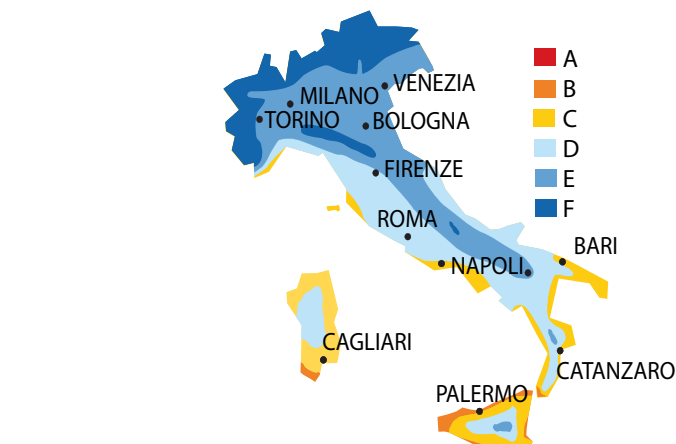 VENEZIA
MILANO
TORINO
BOLOGNA
FIRENZE
ROMA
NAPOLI
BARI
CAGLIARI
CATANZARO
PALERMO
A
B
C
D
E
F